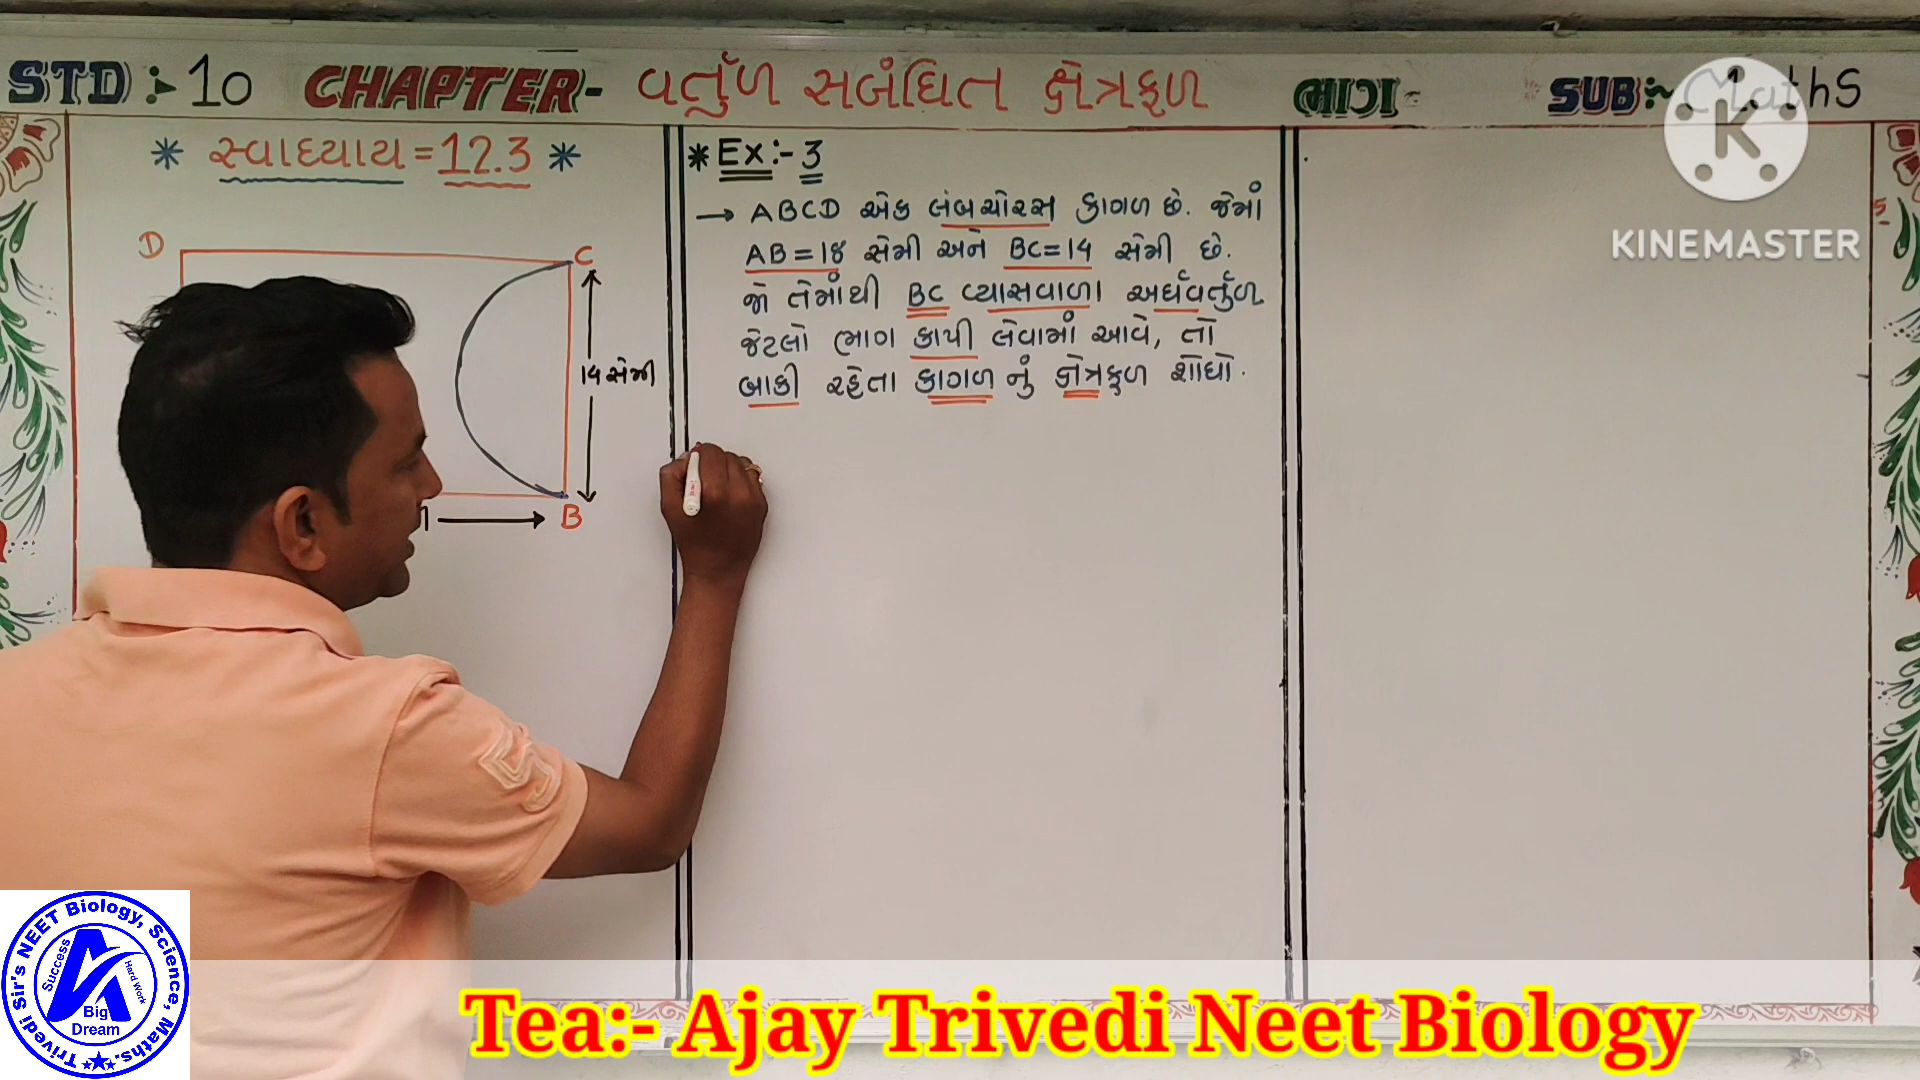 STD:- 10 CHAPTER- વર્તુળ સબંધિત ક્ષેત્રફળ ભાગ- SUB:- Maths
KINEMASTER
* સ્વાધ્યાય = 12.3 *
D
C
14 સેમી
B
* Ex:- 3
→ ABCD એક લંબચોરસ કાગળ છે. જેમાં
AB = 18 સેમી અને BC = 14 સેમી છે.
જો તેમાંથી BC વ્યાસવાળા અર્ધવર્તુળ
જેટલો ભાગ કાપી લેવામાં આવે, તો
બાકી રહેતા કાગળ નું ક્ષેત્રફળ શોધો.
Trivedi Sir's NEET Biology, Science, Maths.
Success
Hard Work
Big
Dream
Tea:- Ajay Trivedi Neet Biology